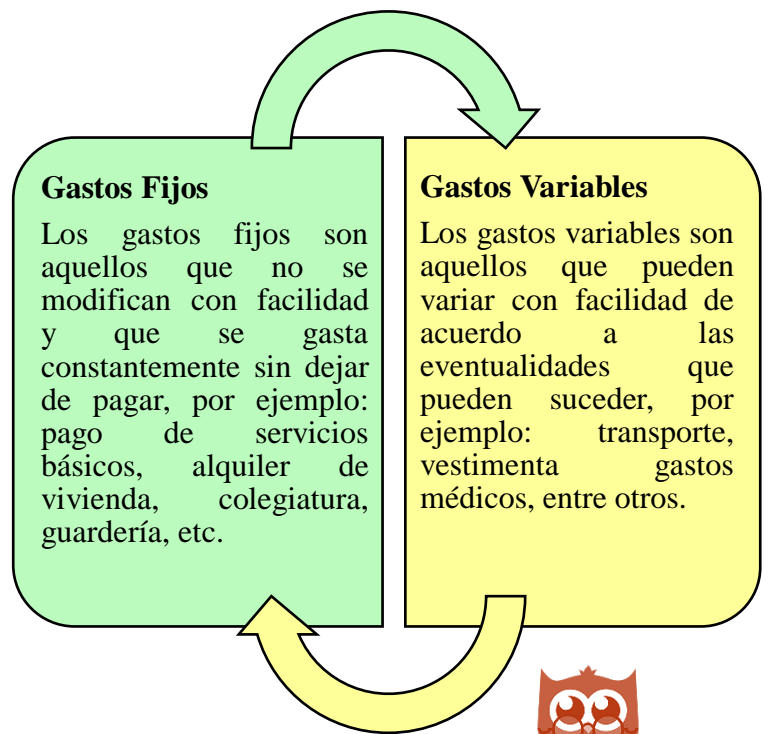 Gastos Fijos
Los gastos fijos son
aquellos que no se
modifican con facilidad
y que se gasta
constantemente sin dejar
de pagar, por ejemplo:
pago de servicios
básicos, alquiler de
vivienda, colegiatura,
guardería, etc.
Gastos Variables
Los gastos variables son
aquellos que pueden
variar con facilidad de
acuerdo a las
eventualidades que
pueden suceder, por
ejemplo: transporte,
vestimenta gastos
médicos, entre otros.